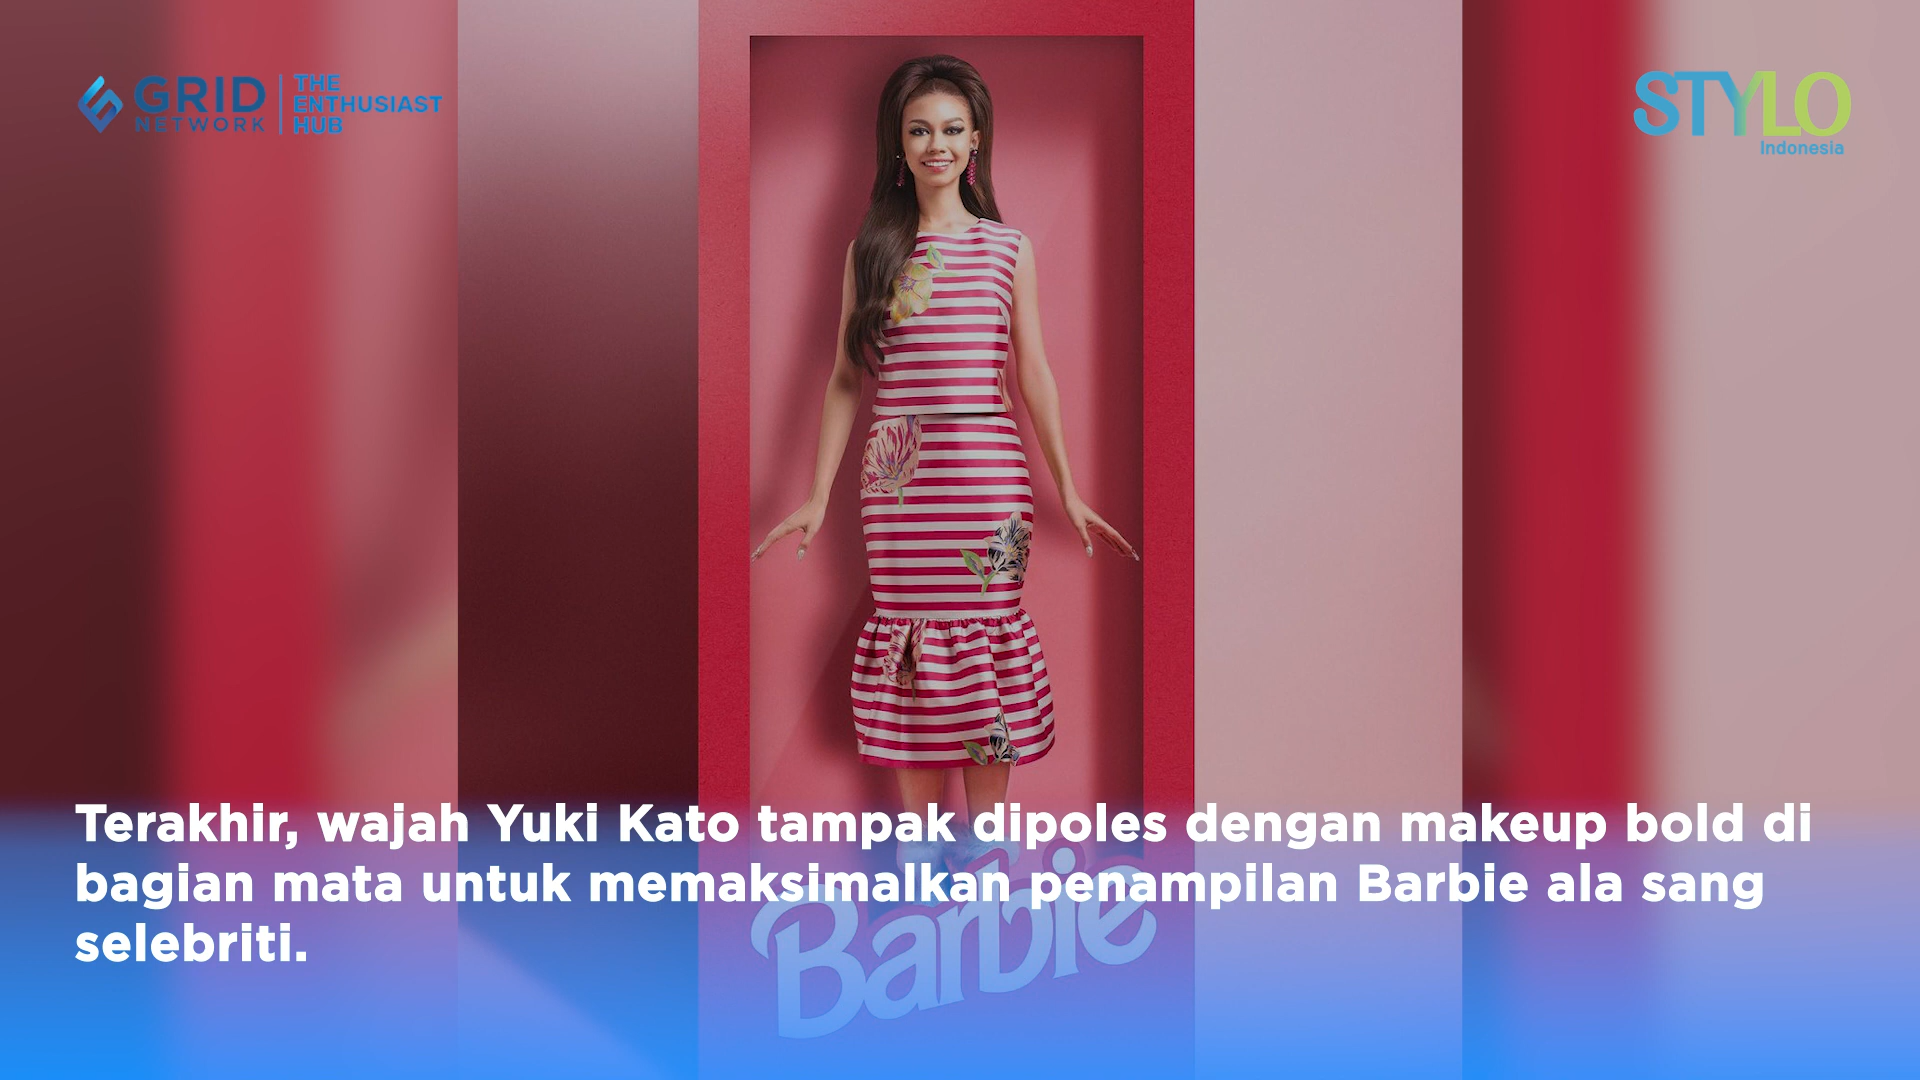 GRID
NETWORK
THE
ENTHUSIAST
HUB
STYLO
Indonesia
Terakhir, wajah Yuki Kato tampak dipoles dengan makeup bold di
bagian mata untuk memaksimalkan penampilan Barbie ala sang
selebriti.
Barbie